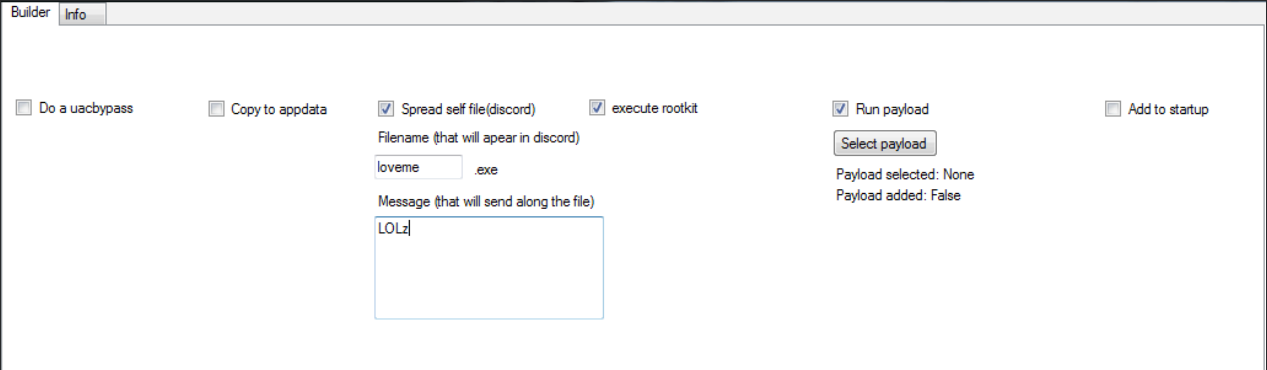 Builder
Info
Do a uacbypass
Copy to appdata
Spread self file(discord)
execute rootkit
Run payload
Add to startup
Filename (that will apear in discord)
loveme
.exe
Select payload
Message (that will send along the file)
LOLz
Payload selected: None
Payload added: False